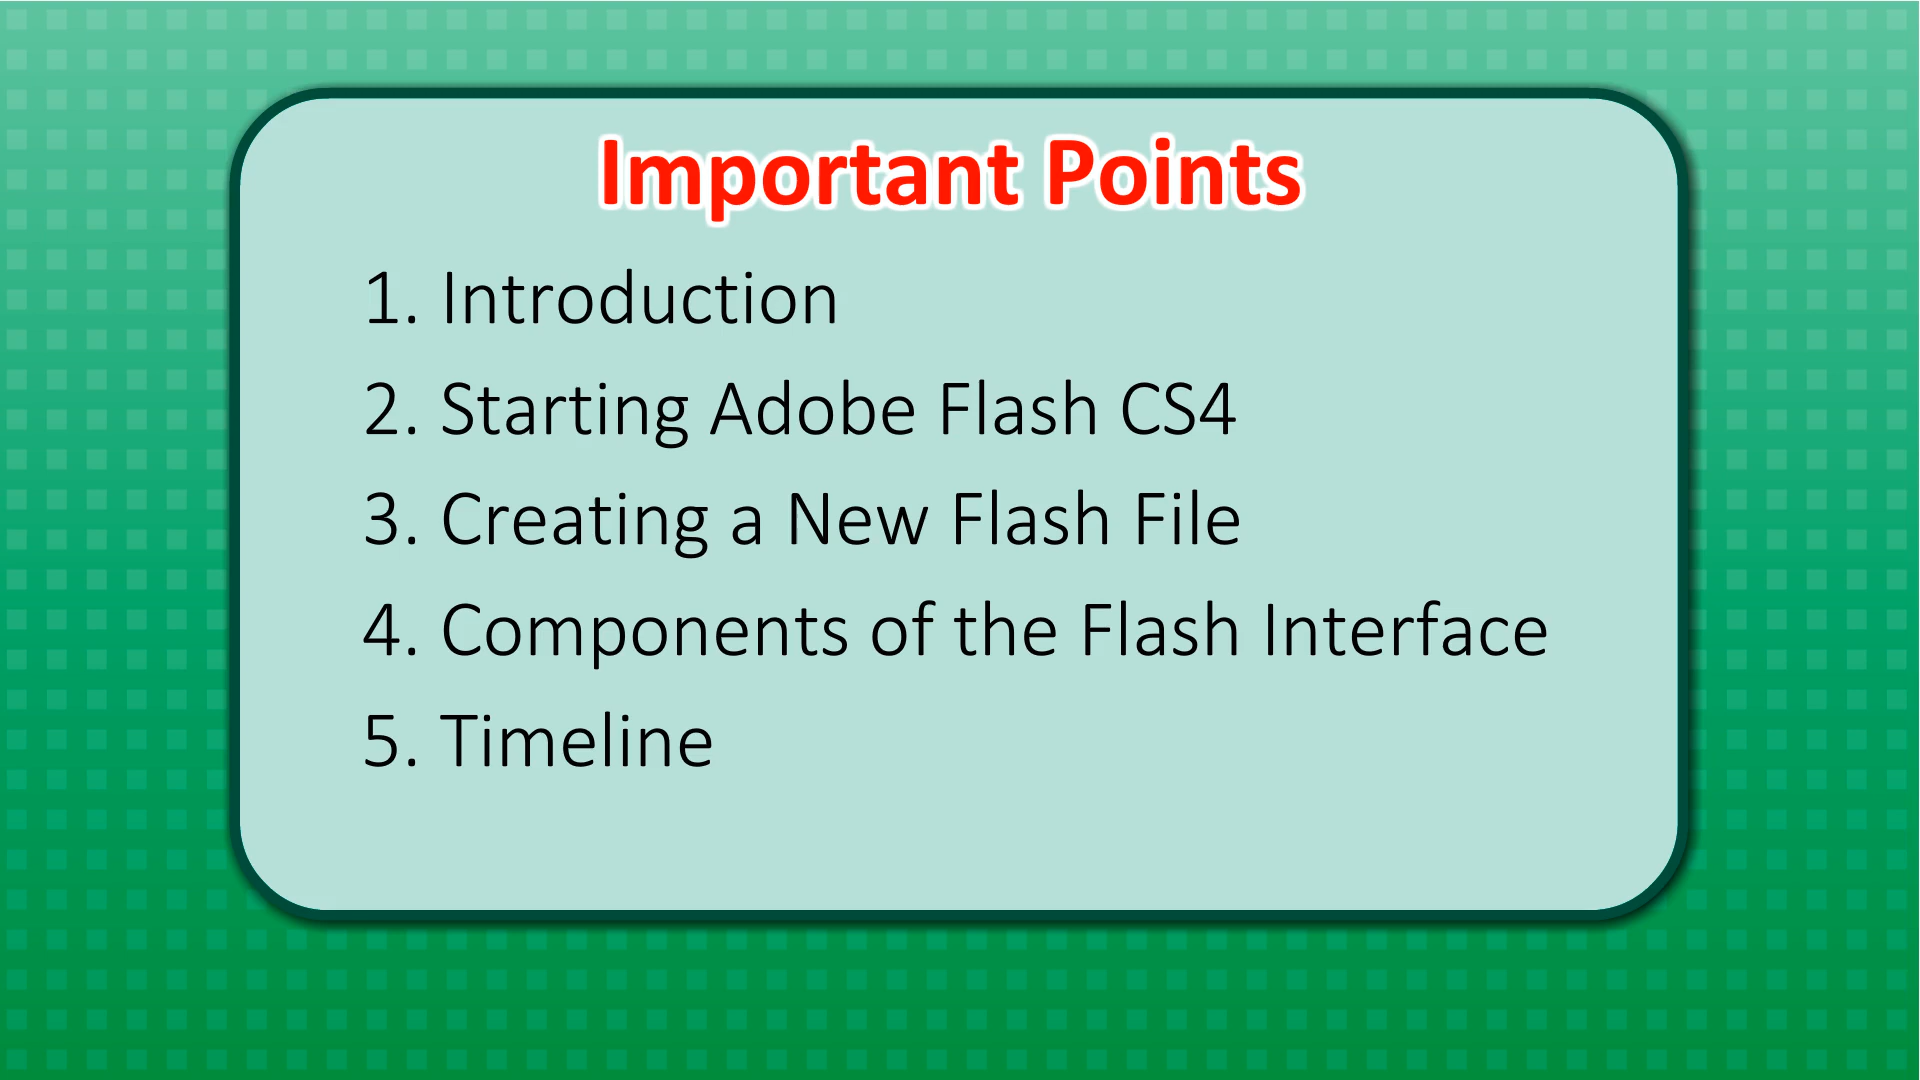 Important Points
1. Introduction
2. Starting Adobe Flash CS4
3. Creating a New Flash File
4. Components of the Flash Interface
5. Timeline